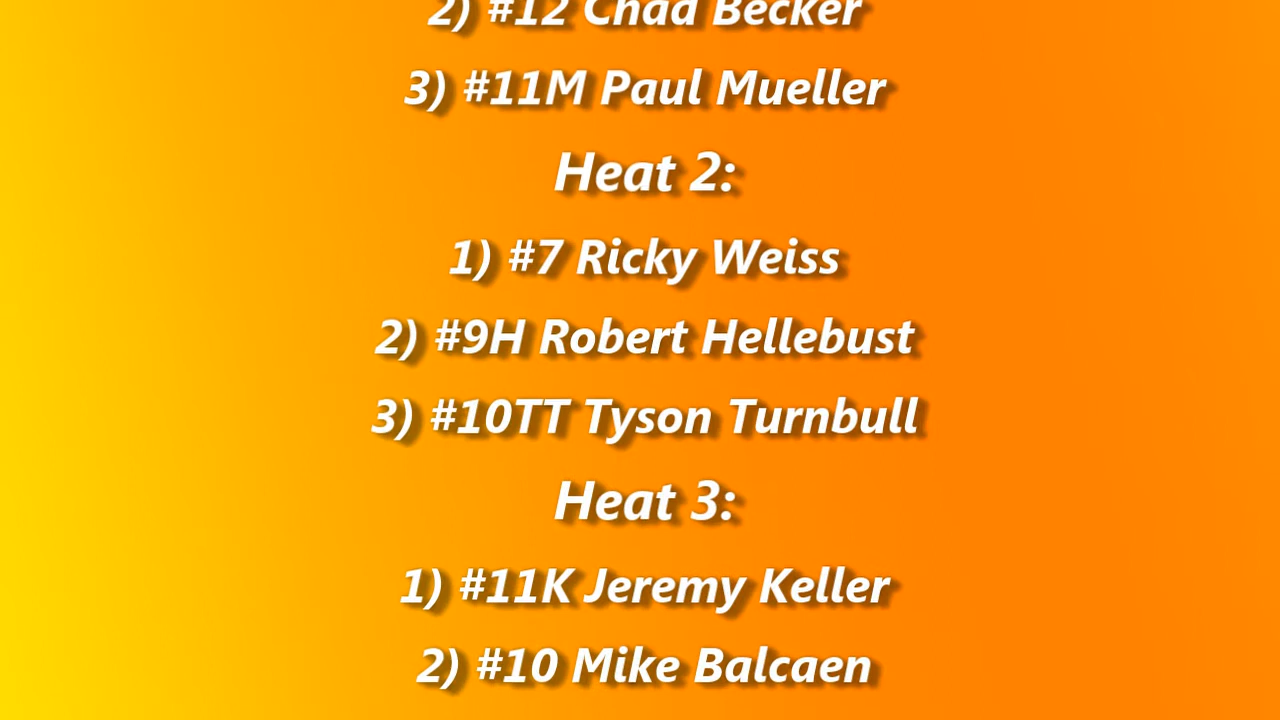 2) #12 Chad Becker
3) #11M Paul Mueller
Heat 2:
1) #7 Ricky Weiss
2) #9H Robert Hellebust
3) #10TT Tyson Turnbull
Heat 3:
1) #11K Jeremy Keller
2) #10 Mike Balcaen